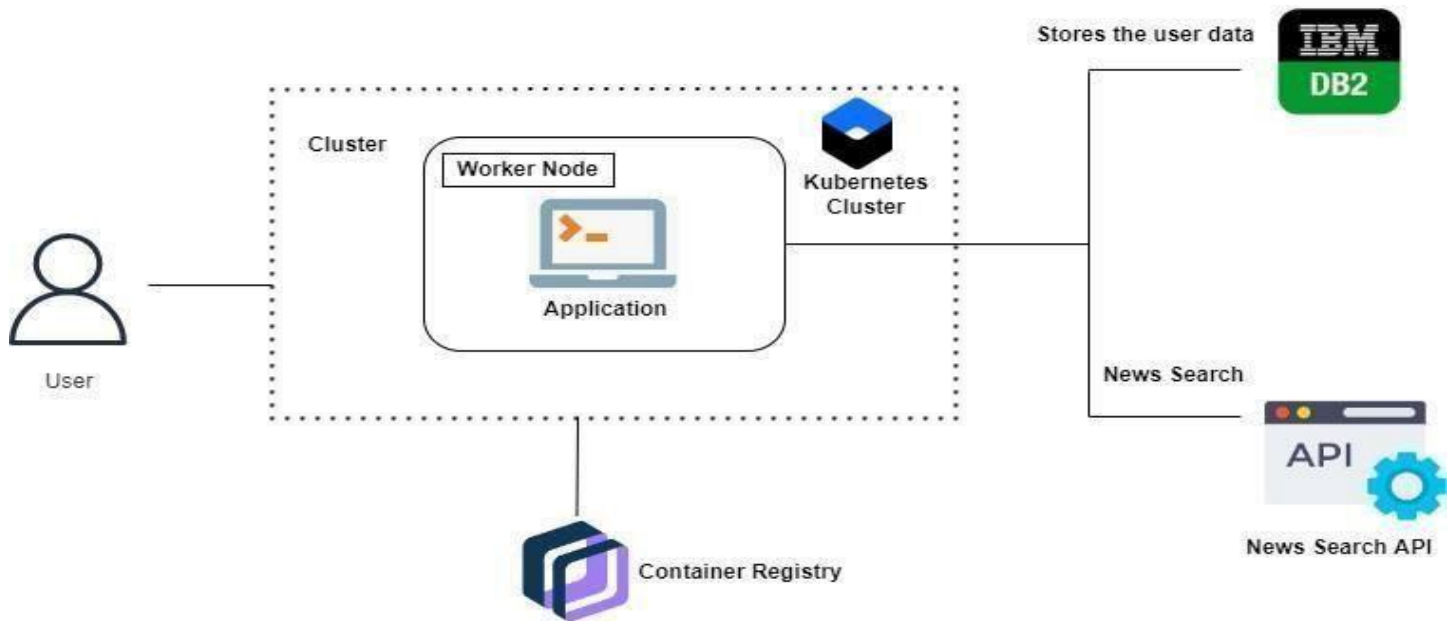 Stores the user data
IBM
DB2
Cluster
Worker Node
Kubernetes
Cluster
Application
User
News Search
API
News Search API
Container Registry